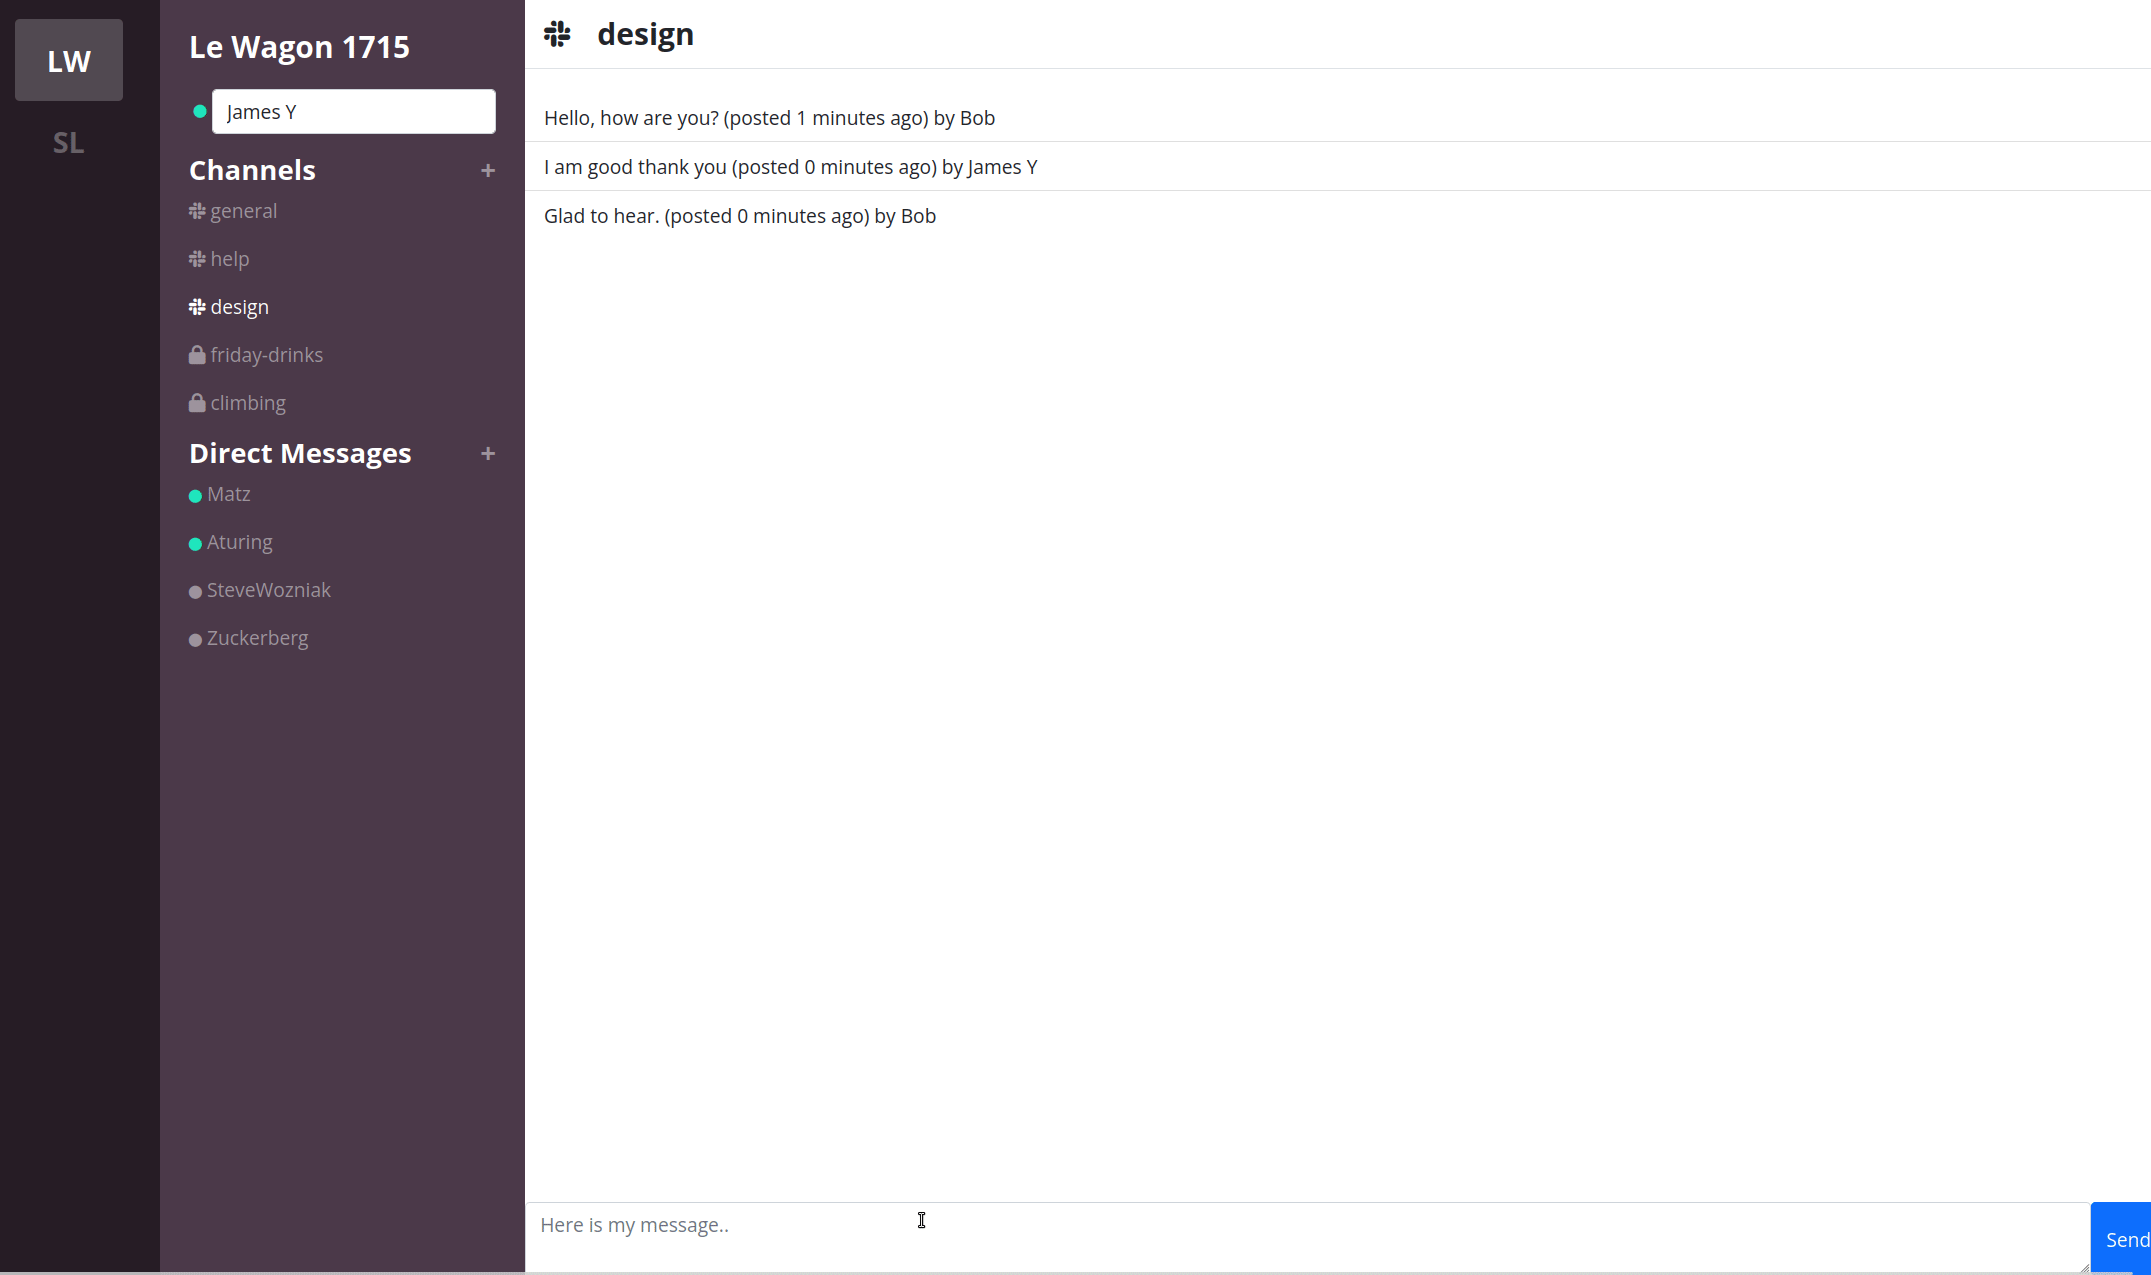 LW
SL
Le Wagon 1715
James Y
Channels +
general
help
design
friday-drinks
climbing
Direct Messages +
Matz
Aturing
SteveWozniak
Zuckerberg
design
Hello, how are you? (posted 1 minutes ago) by Bob
I am good thank you (posted 0 minutes ago) by James Y
Glad to hear. (posted 0 minutes ago) by Bob
Here is my message..
Send